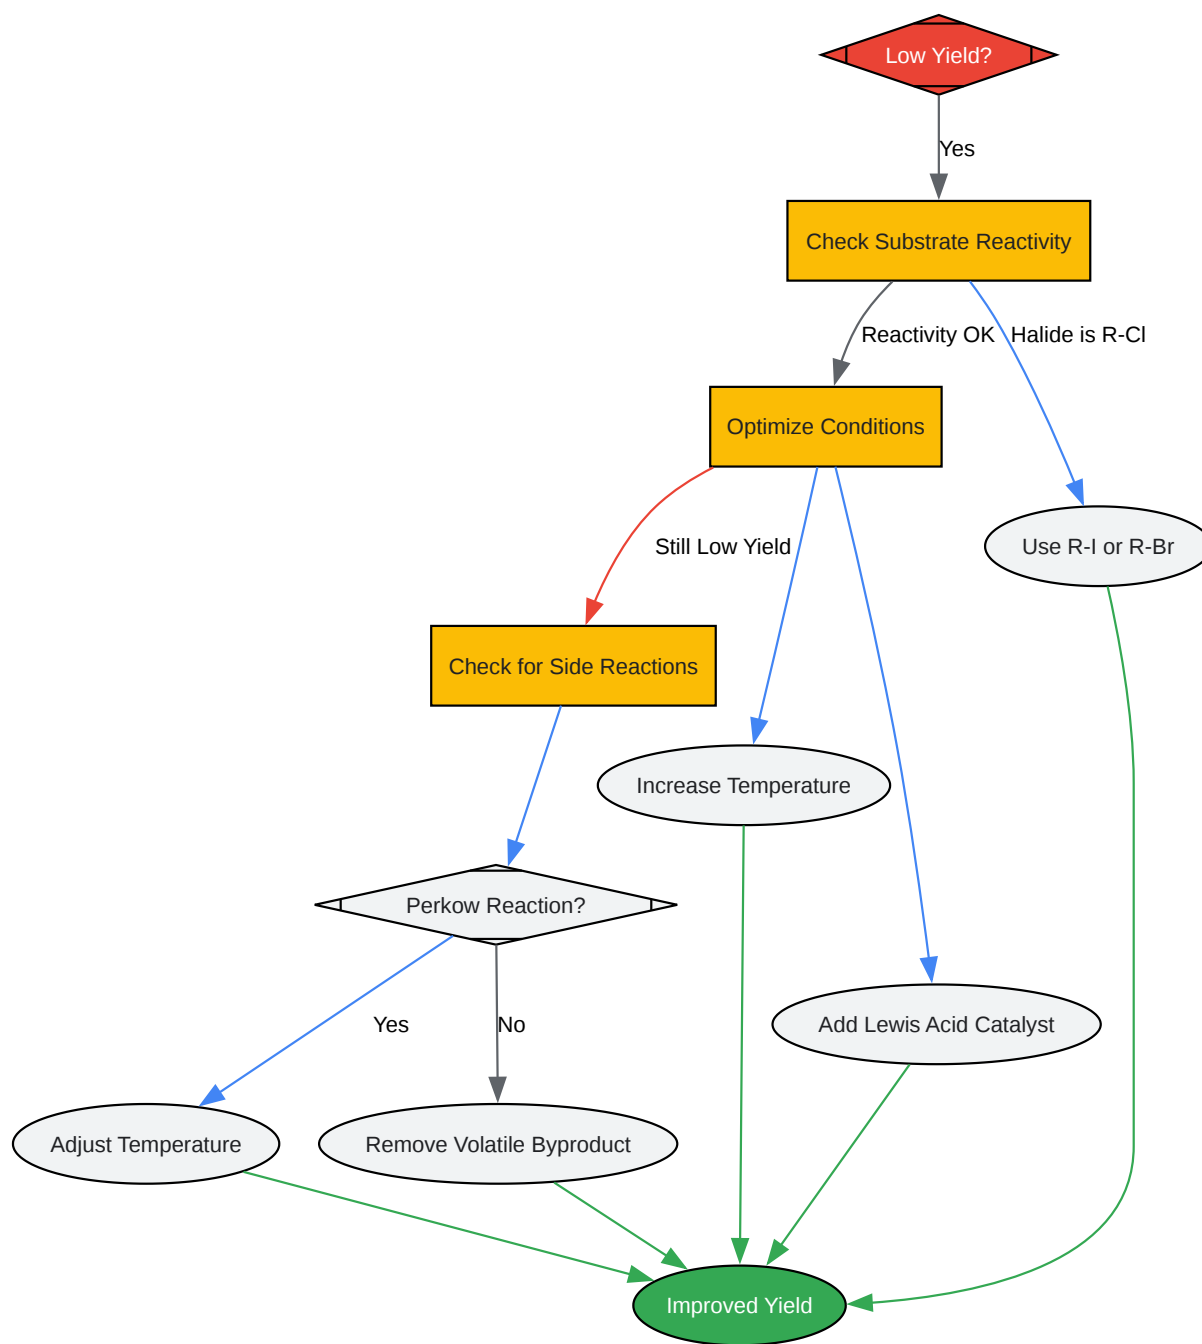 Low Yield?
Yes
Check Substrate Reactivity
Reactivity OK
Halide is R-Cl
Optimize Conditions
Still Low Yield
Use R-I or R-Br
Check for Side Reactions
Increase Temperature
Perkow Reaction?
Yes
No
Add Lewis Acid Catalyst
Adjust Temperature
Remove Volatile Byproduct
Improved Yield